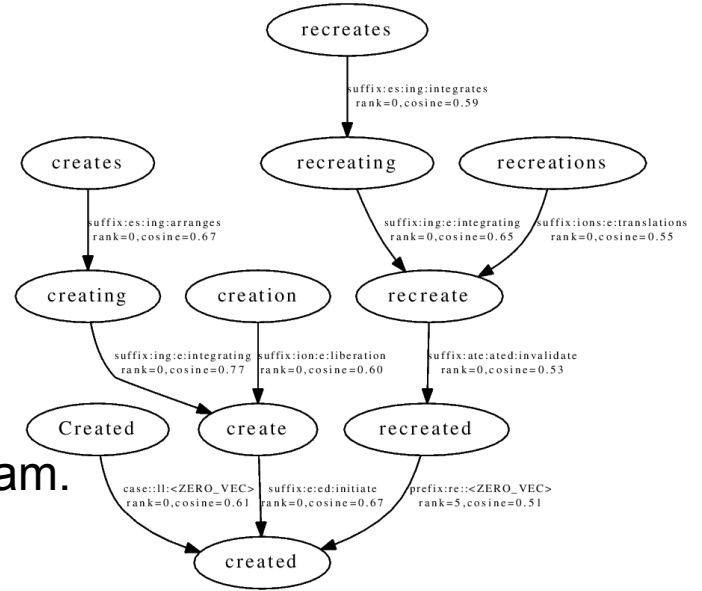 recreates
suffix:es:ing:integrates
rank=0,cosine=0.59
creates
recreating
recreations
suffix:es:ing:arranges
rank=0,cosine=0.67
suffix:ing:e:integrating
rank=0,cosine=0.65
suffix:ions:e:translations
rank=0,cosine=0.55
creating
creation
recreate
suffix:ing:e:integrating
rank=0,cosine=0.77
suffix:ion:e:liberation
rank=0,cosine=0.60
suffix:ate:ated:invalidate
rank=0,cosine=0.53
Created
create
recreated
am.
case::ll:<ZERO_VEC>
rank=0,cosine=0.61
suffix:e:ed:initiate
rank=0,cosine=0.67
prefix:re::<ZERO_VEC>
rank=5,cosine=0.51
created